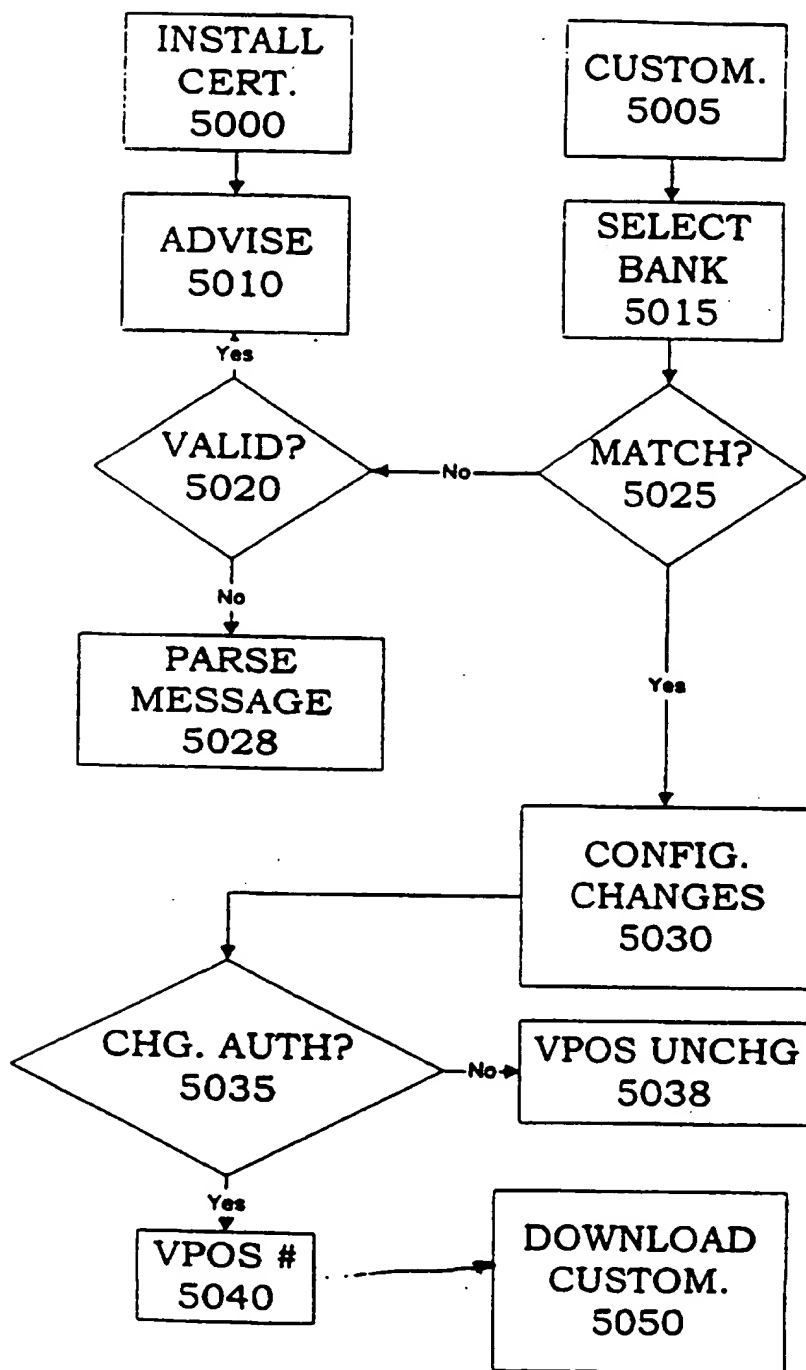 INSTALL
CERT.
5000
CUSTOM.
5005
ADVISE
5010
SELECT
BANK
5015
Yes
VALID?
5020
No
MATCH?
5025
No
PARSE
MESSAGE
5028
Yes
CONFIG.
CHANGES
5030
CHG. AUTH?
5035
No
VPOS UNCHG
5038
Yes
VPOS #
5040
DOWNLOAD
CUSTOM.
5050